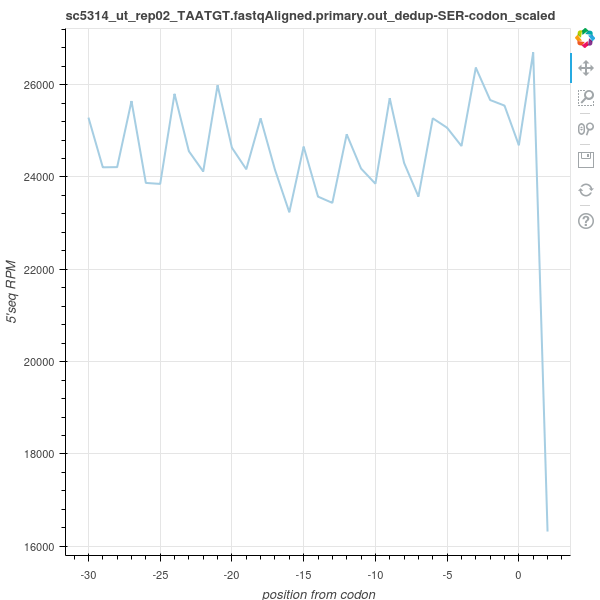 sc5314_ut_rep02_TAATGT.fastqAligned.primary.out_dedup-SER-codon_scaled
26000
24000
22000
20000
18000
16000
5'seq RPM
-30 -25 -20 -15 -10 -5 0
position from codon